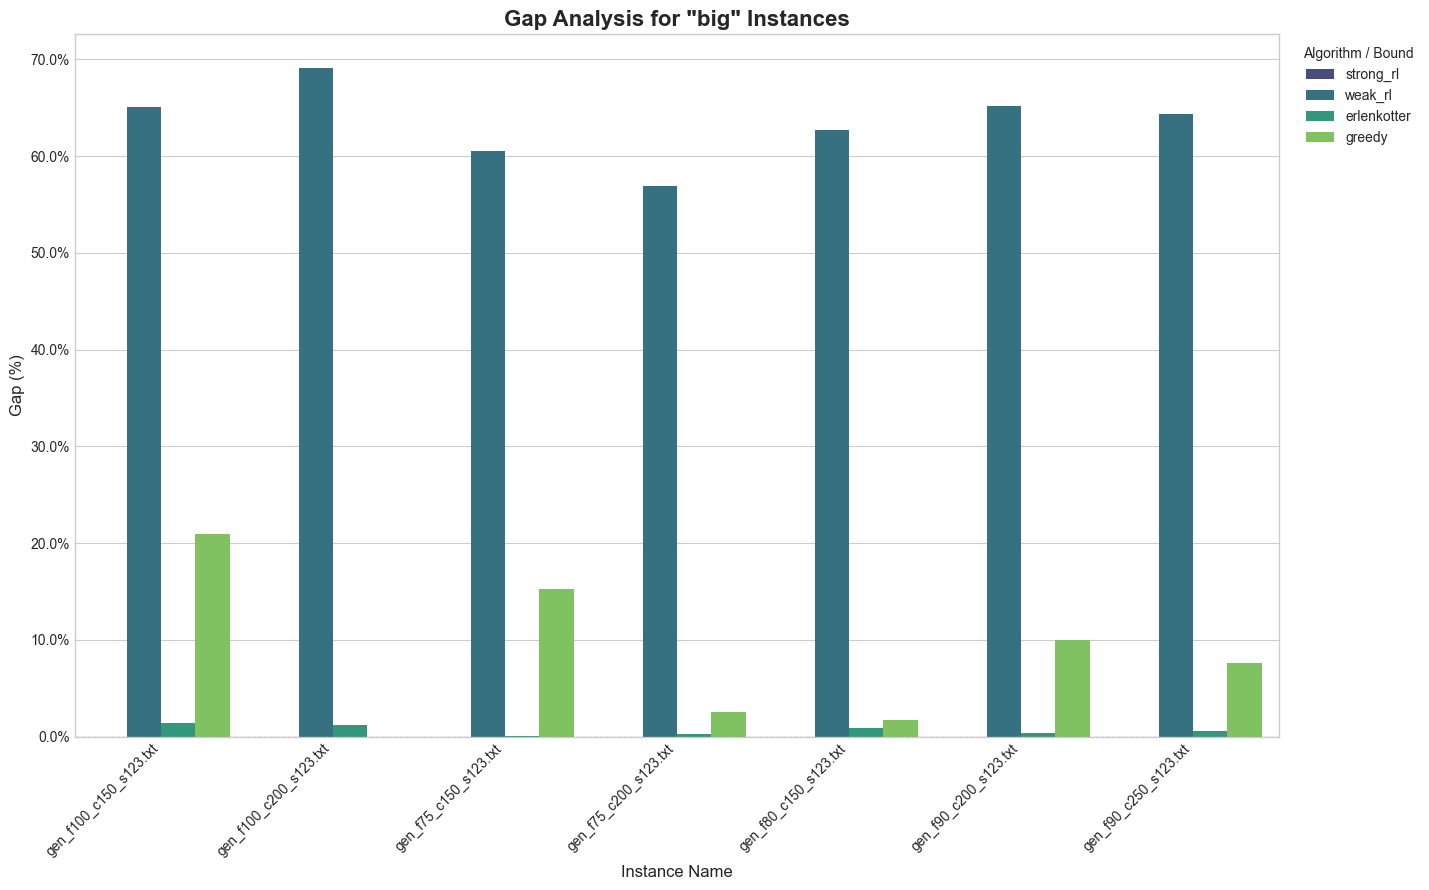 Gap Analysis for "big" Instances
Algorithm / Bound
strong_rl
weak_rl
erlenkotter
greedy
Gap (%)
70.0%
60.0%
50.0%
40.0%
30.0%
20.0%
10.0%
0.0%
gen_f100_c150_s123.txt
gen_f100_c200_s123.txt
gen_f75_c150_s123.txt
gen_f75_c200_s123.txt
gen_f80_c150_s123.txt
gen_f90_c200_s123.txt
gen_f90_c250_s123.txt
Instance Name